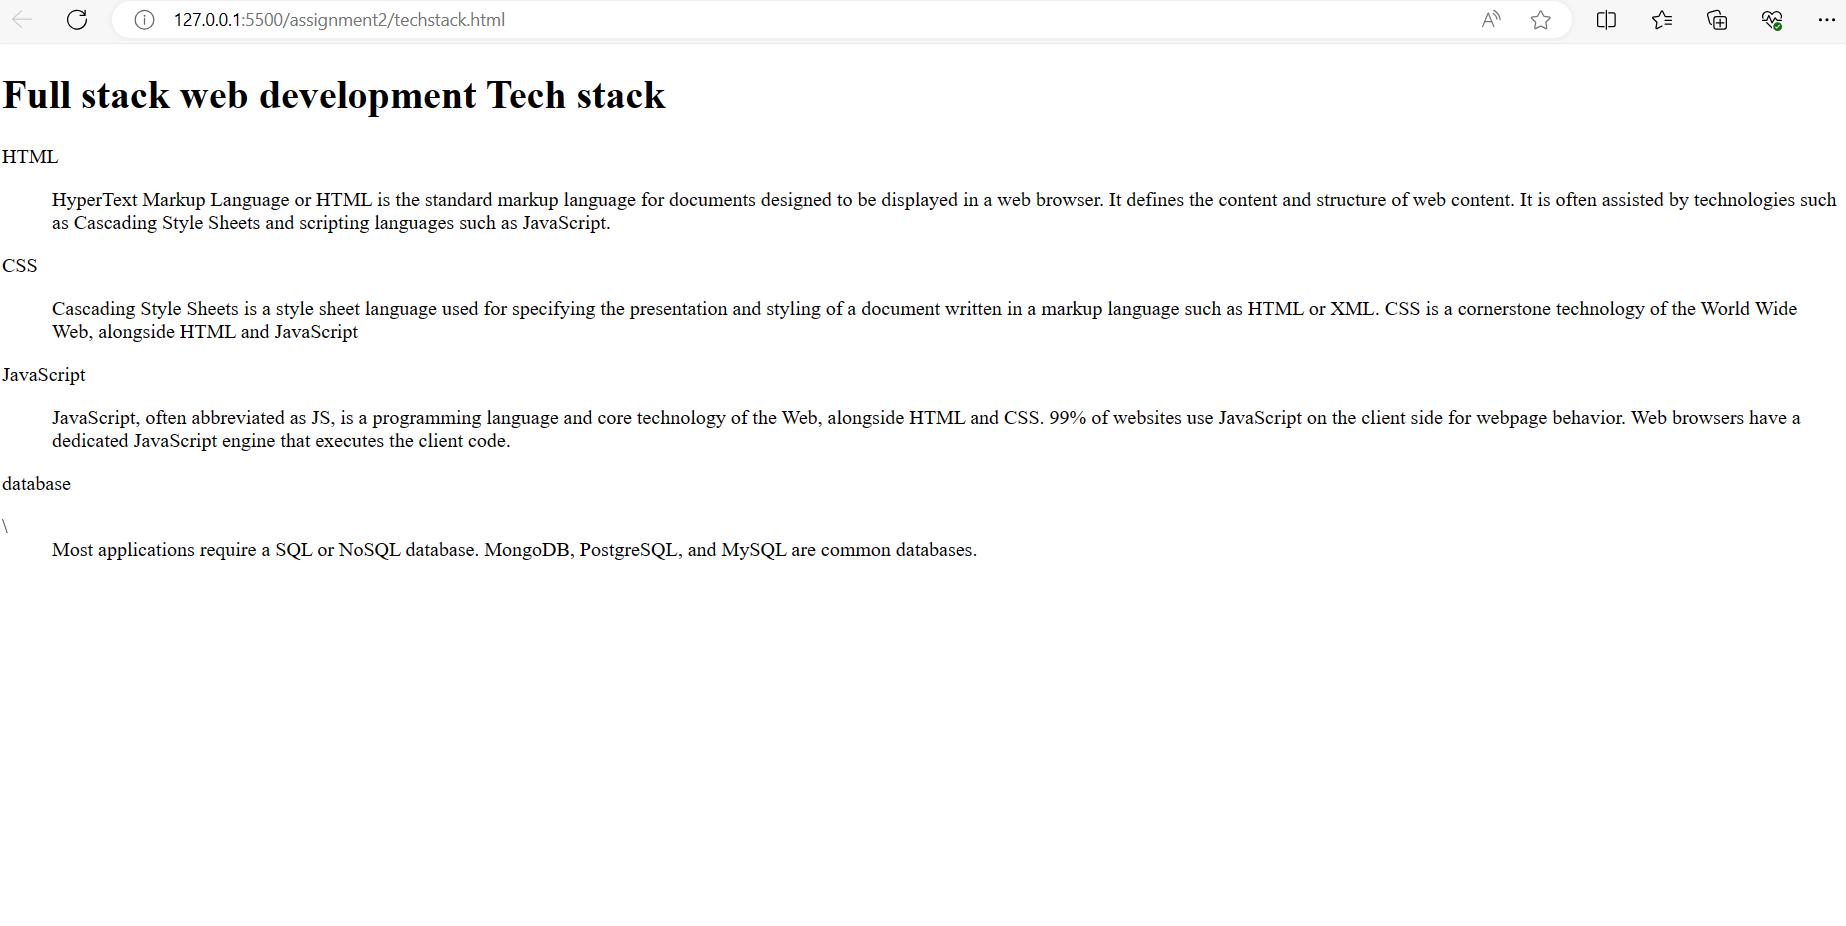 127.0.0.1:5500/assignment2/techstack.html
Full stack web development Tech stack
HTML
HyperText Markup Language or HTML is the standard markup language for documents designed to be displayed in a web browser. It defines the content and structure of web content. It is often assisted by technologies such
as Cascading Style Sheets and scripting languages such as JavaScript.
CSS
Cascading Style Sheets is a style sheet language used for specifying the presentation and styling of a document written in a markup language such as HTML or XML. CSS is a cornerstone technology of the World Wide
Web, alongside HTML and JavaScript
JavaScript
JavaScript, often abbreviated as JS, is a programming language and core technology of the Web, alongside HTML and CSS. 99% of websites use JavaScript on the client side for webpage behavior. Web browsers have a
dedicated JavaScript engine that executes the client code.
database
\
Most applications require a SQL or NoSQL database. MongoDB, PostgreSQL, and MySQL are common databases.